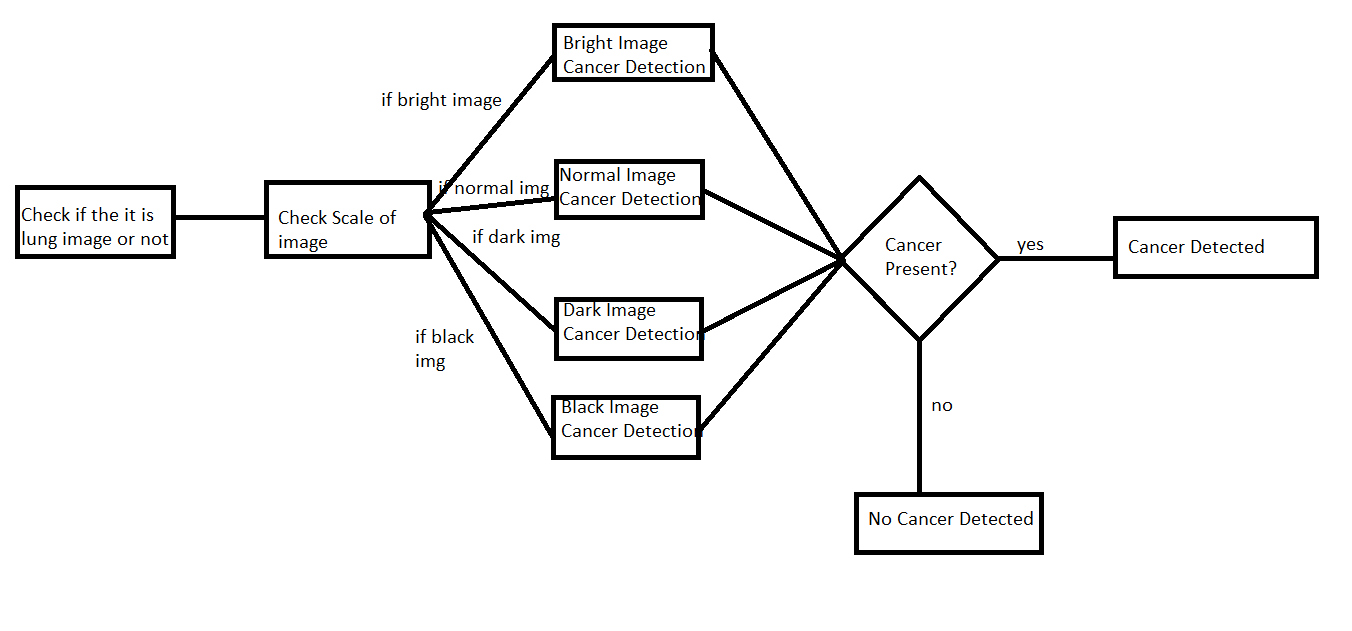 Check if the it is
lung image or not
Check Scale of
image
if bright image
if normal img
if dark img
if black
img
Bright Image
Cancer Detection
Normal Image
Cancer Detection
Dark Image
Cancer Detection
Black Image
Cancer Detection
Cancer
Present?
yes
Cancer Detected
no
No Cancer Detected